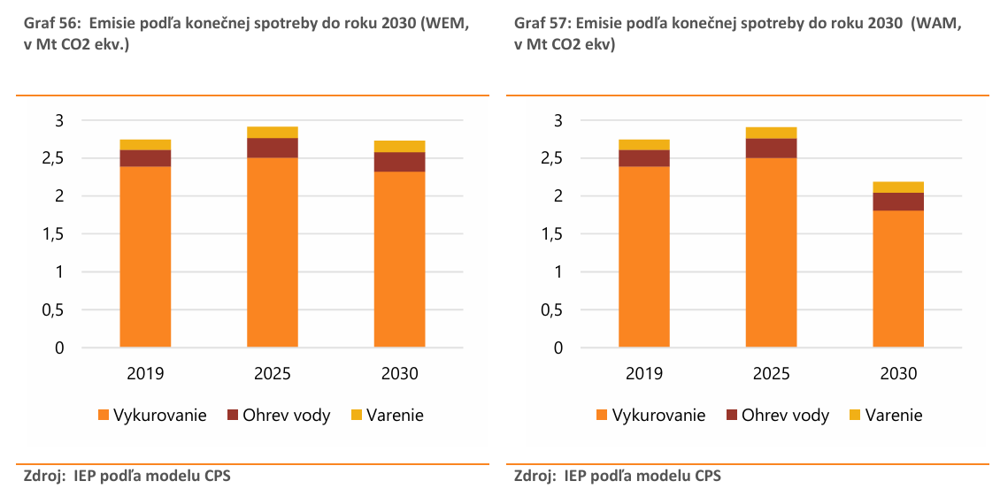 Graf 56:  Emisie podľa konečnej spotreby do roku 2030 (WEM,
v Mt CO2 ekv.)
3
2,5
2
1,5
1
0,5
0
2019 2025 2030
Vykurovanie Ohrev vody Varenie
Zdroj:  IEP podľa modelu CPS
Graf 57: Emisie podľa konečnej spotreby do roku 2030  (WAM,
v Mt CO2 ekv)
3
2,5
2
1,5
1
0,5
0
2019 2025 2030
Vykurovanie Ohrev vody Varenie
Zdroj:  IEP podľa modelu CPS